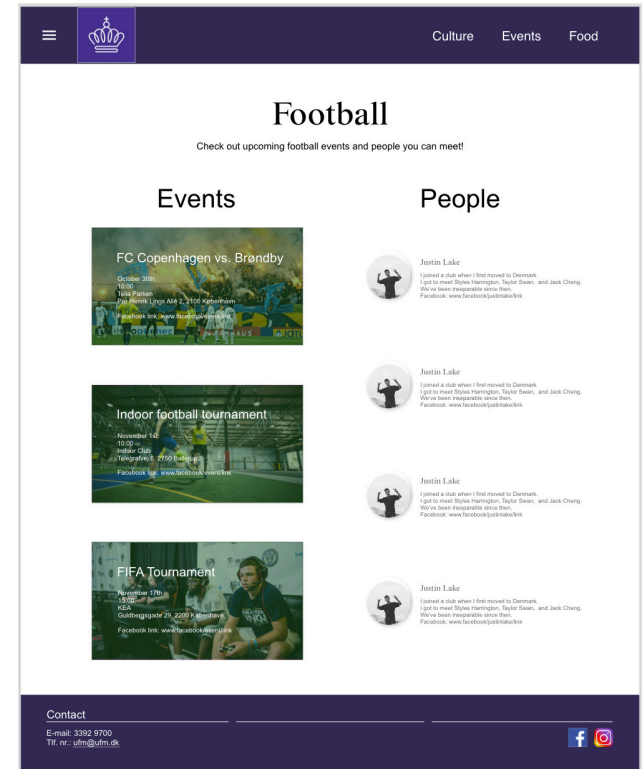 Culture Events Food
Football
Check out upcoming football events and people you can meet!
Events
FC Copenhagen vs. Brøndby
October 30th
18:00
Telia Parken
Per Henrik Lings Allé 2, 2100 København
Facebook link: www.facebook/event/link
Indoor football tournament
November 1st
10:00
Indoor Club
Telegrafvej 5, 2750 Ballerup
Facebook link: www.facebook/event/link
FIFA Tournament
November 17th
15:00
KEA
Guldbergsgade 29, 2200 København
Facebook link: www.facebook/event/link
People
Justin Lake
I joined a club when I first moved to Denmark.
I got to meet Styles Harrington, Taylor Swan, and Jack Cheng.
We've been inseparable since then.
Facebook: www.facebook/justinlake/link
Justin Lake
I joined a club when I first moved to Denmark.
I got to meet Styles Harrington, Taylor Swan, and Jack Cheng.
We've been inseparable since then.
Facebook: www.facebook/justinlake/link
Justin Lake
I joined a club when I first moved to Denmark.
I got to meet Styles Harrington, Taylor Swan, and Jack Cheng.
We've been inseparable since then.
Facebook: www.facebook/justinlake/link
Justin Lake
I joined a club when I first moved to Denmark.
I got to meet Styles Harrington, Taylor Swan, and Jack Cheng.
We've been inseparable since then.
Facebook: www.facebook/justinlake/link
Contact
E-mail: 3392 9700
Tlf. nr.: ufm@ufm.dk